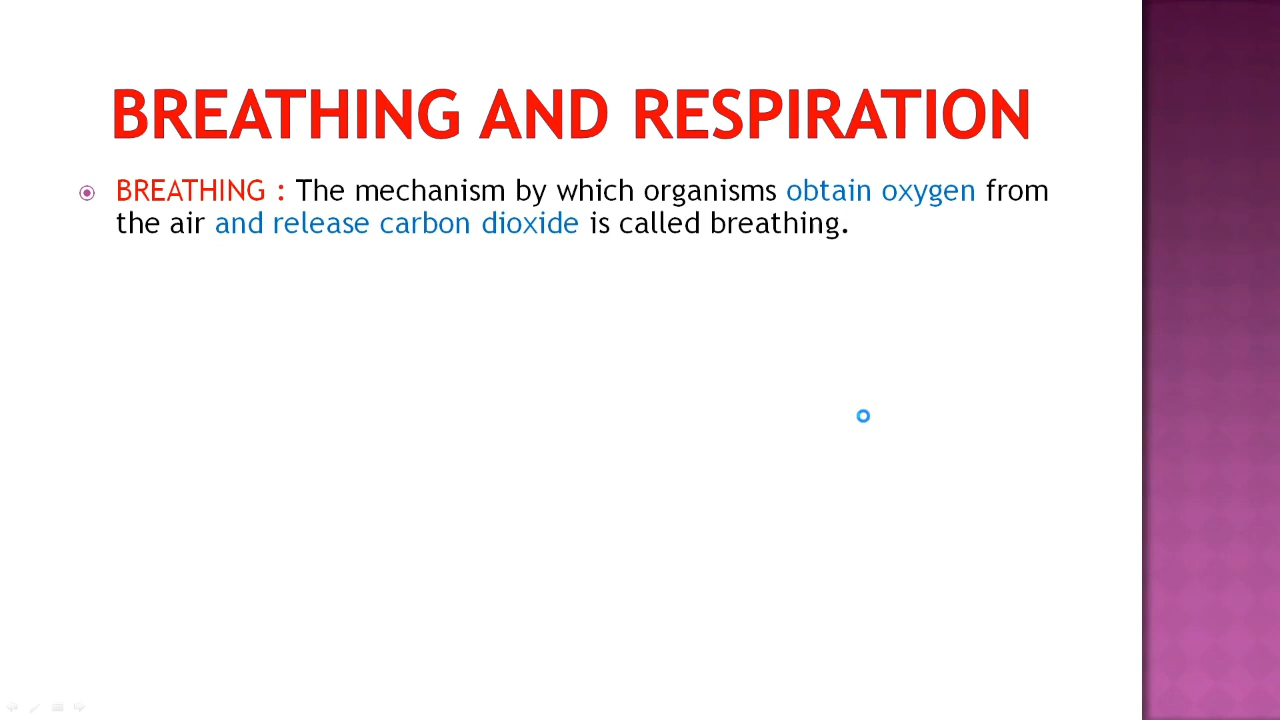 BREATHING AND RESPIRATION
BREATHING : The mechanism by which organisms obtain oxygen from
the air and release carbon dioxide is called breathing.